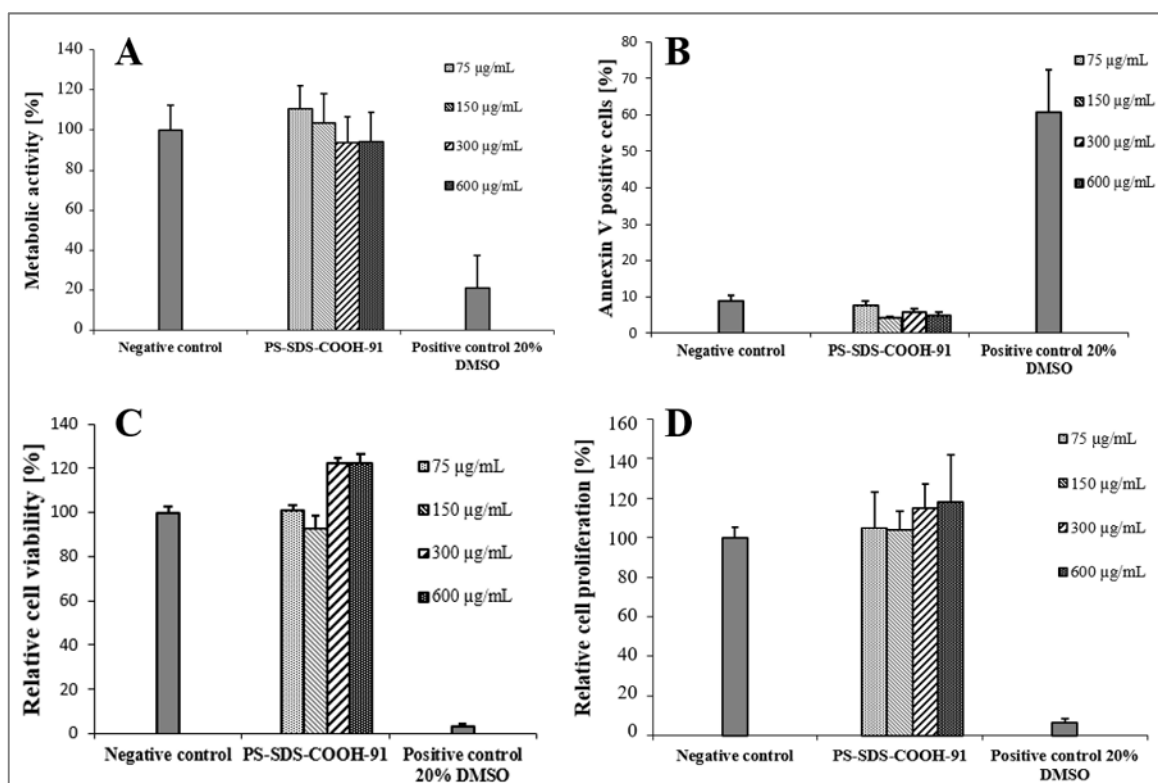 A
Metabolic activity [%]
140
120
100
80
60
40
20
0
75 µg/mL
150 µg/mL
300 µg/mL
600 µg/mL
Negative control
PS-SDS-COOH-91
Positive control 20%
DMSO
B
Annexin V positive cells [%]
80
70
60
50
40
30
20
10
0
75 µg/mL
150 µg/mL
300 µg/mL
600 µg/mL
Negative control
PS-SDS-COOH-91
Positive control 20%
DMSO
C
Relative cell viability [%]
140
120
100
80
60
40
20
0
75 µg/mL
150 µg/mL
300 µg/mL
600 µg/mL
Negative control
PS-SDS-COOH-91
Positive control
20% DMSO
D
Relative cell proliferation [%]
160
140
120
100
80
60
40
20
0
75 µg/mL
150 µg/mL
300 µg/mL
600 µg/mL
Negative control
PS-SDS-COOH-91
Positive control 20%
DMSO